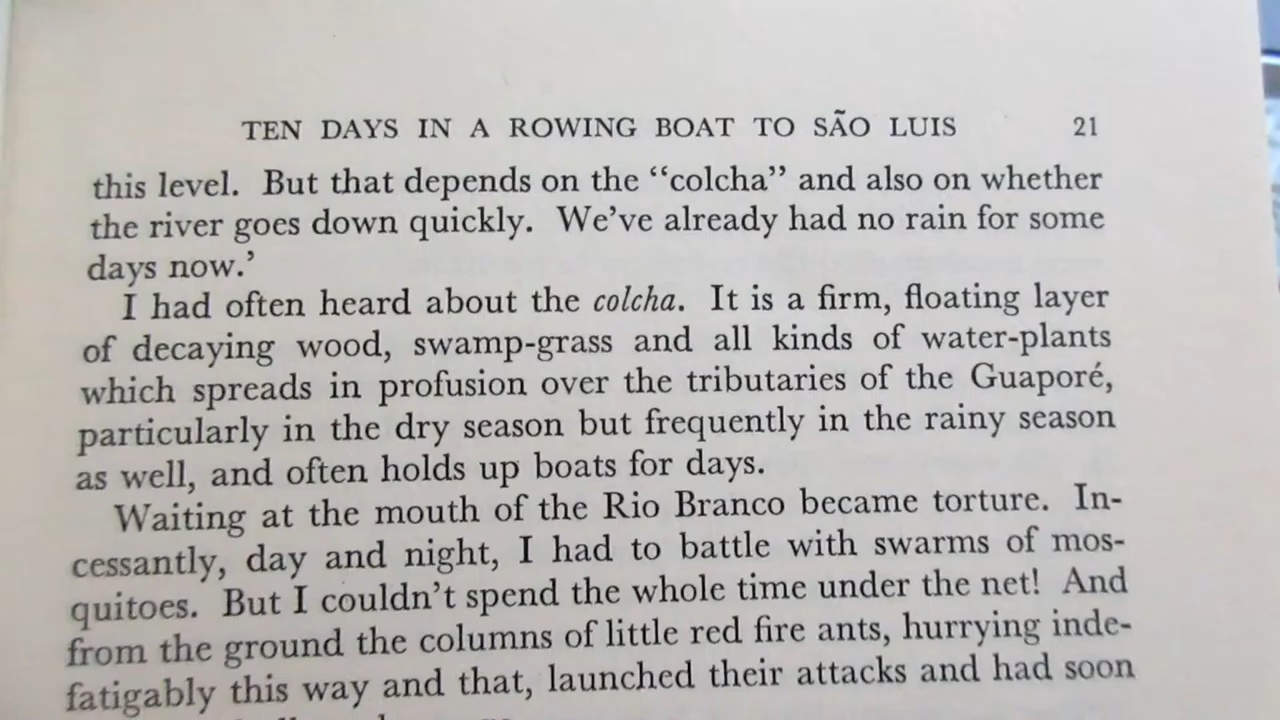 TEN DAYS IN A ROWING BOAT TO SÃO LUIS 21
this level. But that depends on the “colcha” and also on whether
the river goes down quickly. We’ve already had no rain for some
days now.’
I had often heard about the colcha. It is a firm, floating layer
of decaying wood, swamp-grass and all kinds of water-plants
which spreads in profusion over the tributaries of the Guaporé,
particularly in the dry season but frequently in the rainy season
as well, and often holds up boats for days.
Waiting at the mouth of the Rio Branco became torture. In-
cessantly, day and night, I had to battle with swarms of mos-
quitoes. But I couldn’t spend the whole time under the net! And
from the ground the columns of little red fire ants, hurrying inde-
fatigably this way and that, launched their attacks and had soon